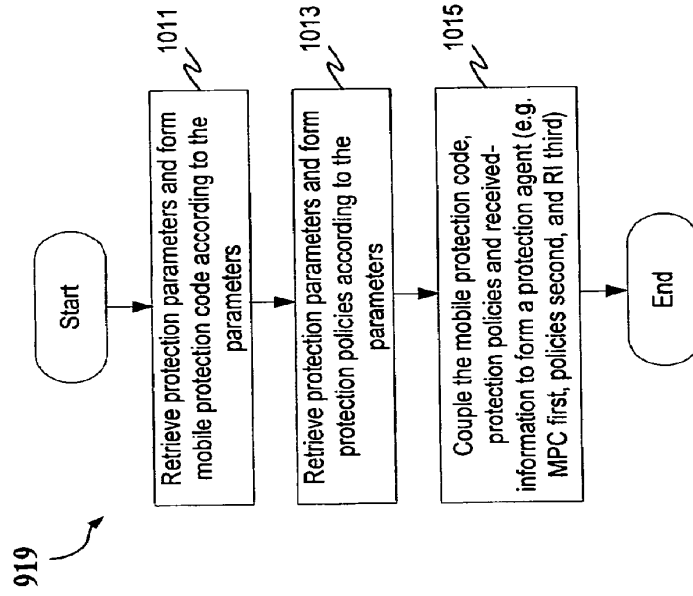 919
Start
1011
Retrieve protection parameters and form
mobile protection code according to the
parameters
1013
Retrieve protection parameters and form
protection policies according to the
parameters
1015
Couple the mobile protection code,
protection policies and received-
information to form a protection agent (e.g.
MPC first, policies second, and RI third)
End